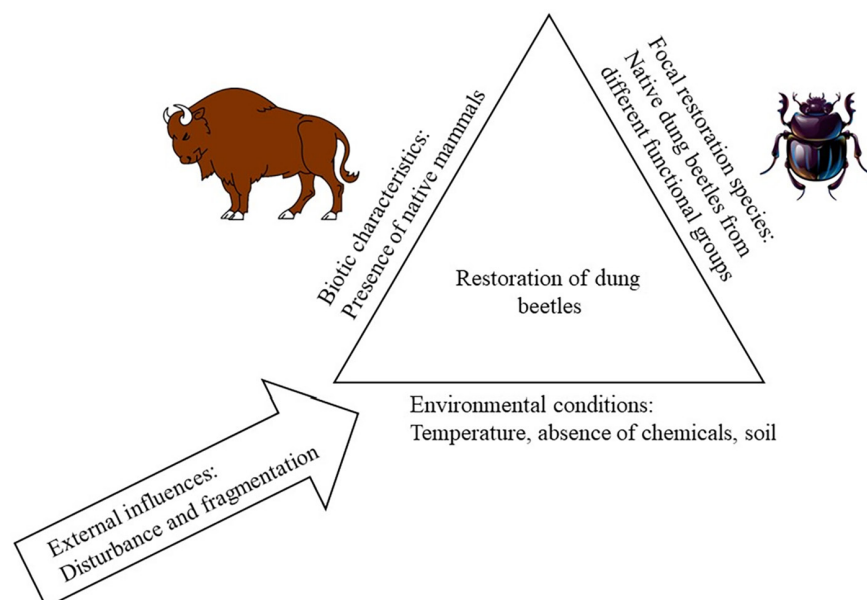 Biotic characteristics:
Presence of native mammals
Focal restoration species:
Native dung beetles from
different functional groups
Restoration of dung
beetles
Environmental conditions:
Temperature, absence of chemicals, soil
External influences:
Disturbance and fragmentation